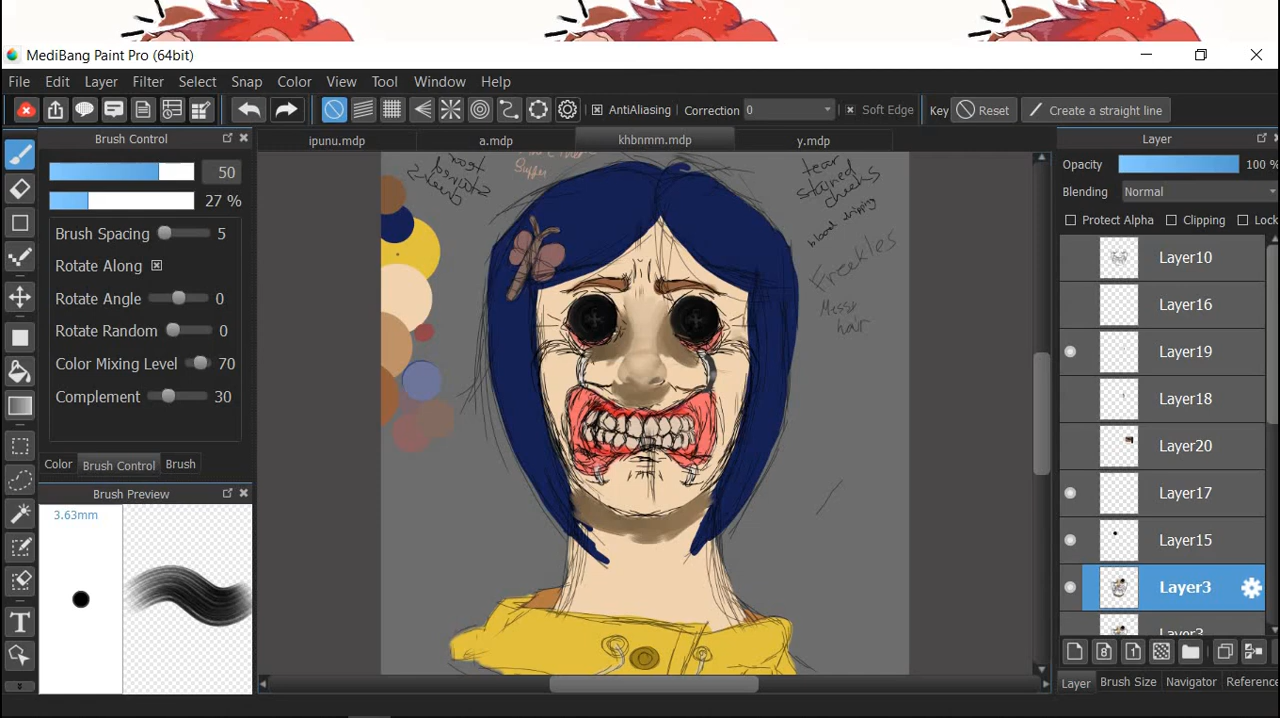 MediBang Paint Pro (64bit)
File Edit Layer Filter Select Snap Color View Tool Window Help
AntiAliasing Correction 0 Soft Edge Key Reset Create a straight line
Brush Control
ipunu.mdp a.mdp khbnmm.mdp y.mdp
Layer
50
27 %
Brush Spacing 5
Rotate Along
Rotate Angle 0
Rotate Random 0
Color Mixing Level 70
Complement 30
Color Brush Control Brush
Brush Preview
3.63mm
tear
stained
cheeks
blood dripping
Freckles
Messy
hair
Opacity 100 %
Blending Normal
Protect Alpha Clipping Lock
Layer10
Layer16
Layer19
Layer18
Layer20
Layer17
Layer15
Layer3
Layer3
8 1
Layer Brush Size Navigator Reference
T